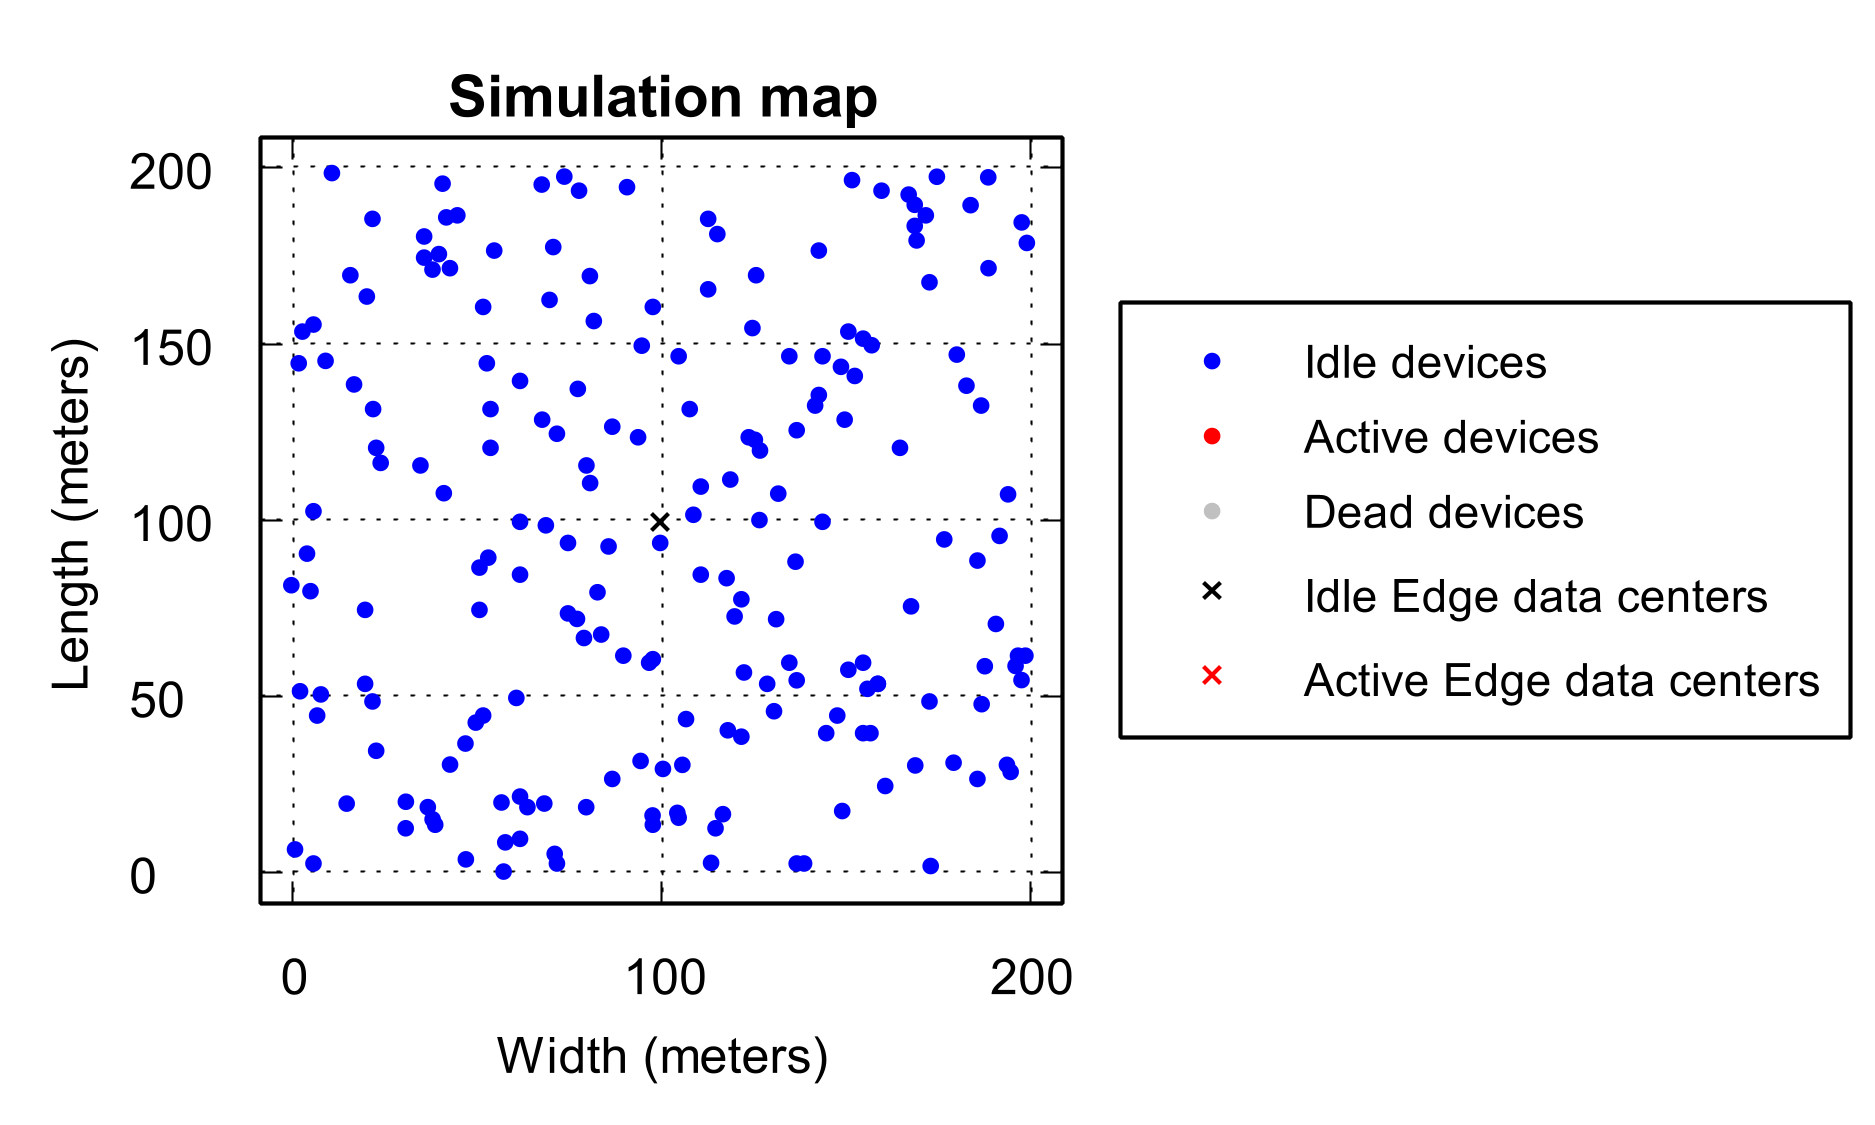 Simulation map
200
150
100
50
0
Length (meters)
0 100 200
Width (meters)
Idle devices
Active devices
Dead devices
Idle Edge data centers
Active Edge data centers